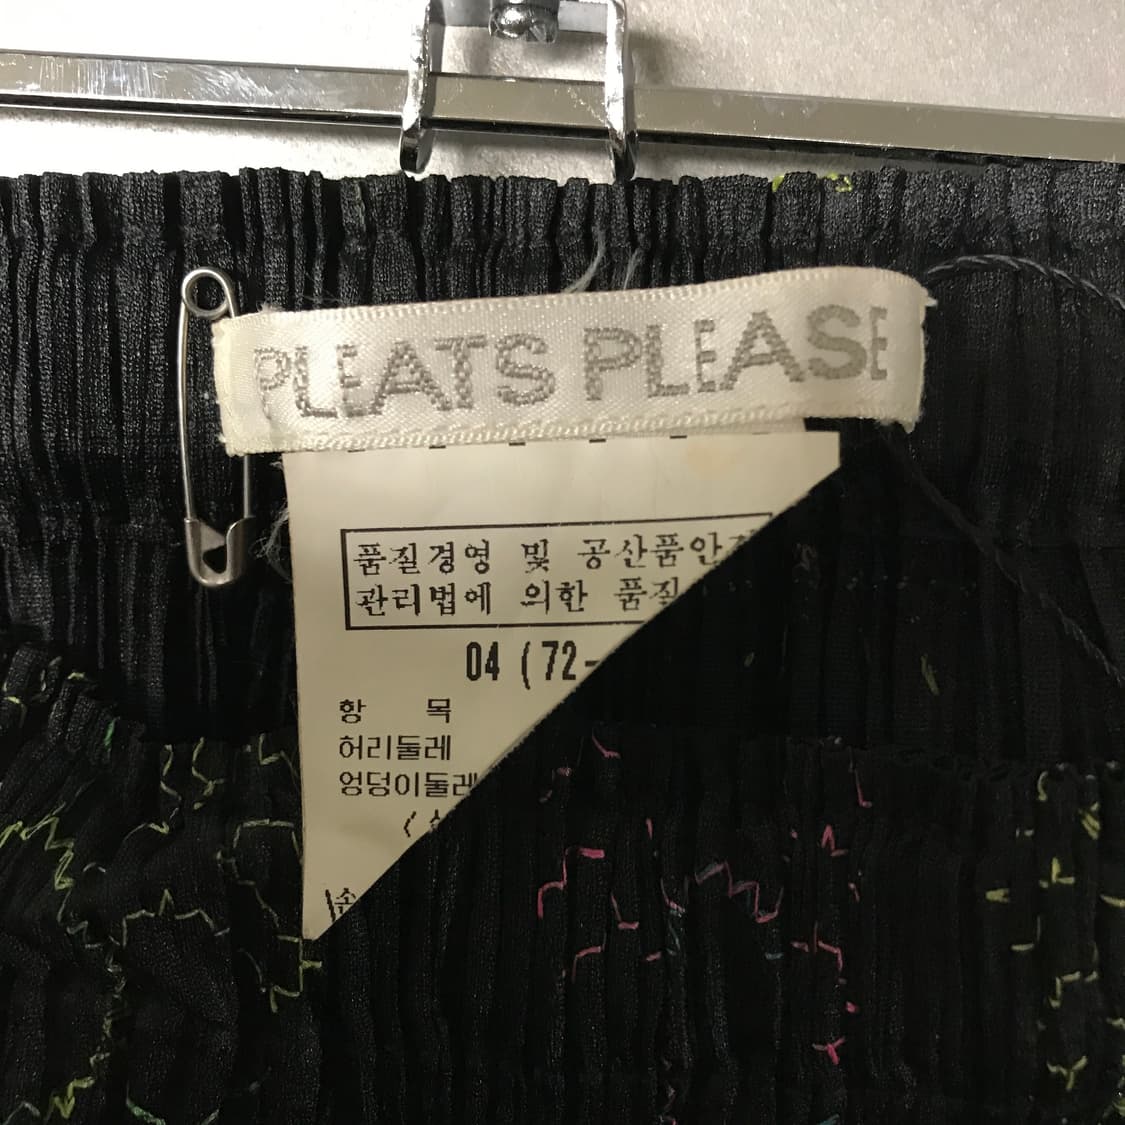 PLEATS PLEASE
품질경영 및 공산품안
관리법에 의한 품질
04 (72-
항 목
허리둘레
엉덩이둘레